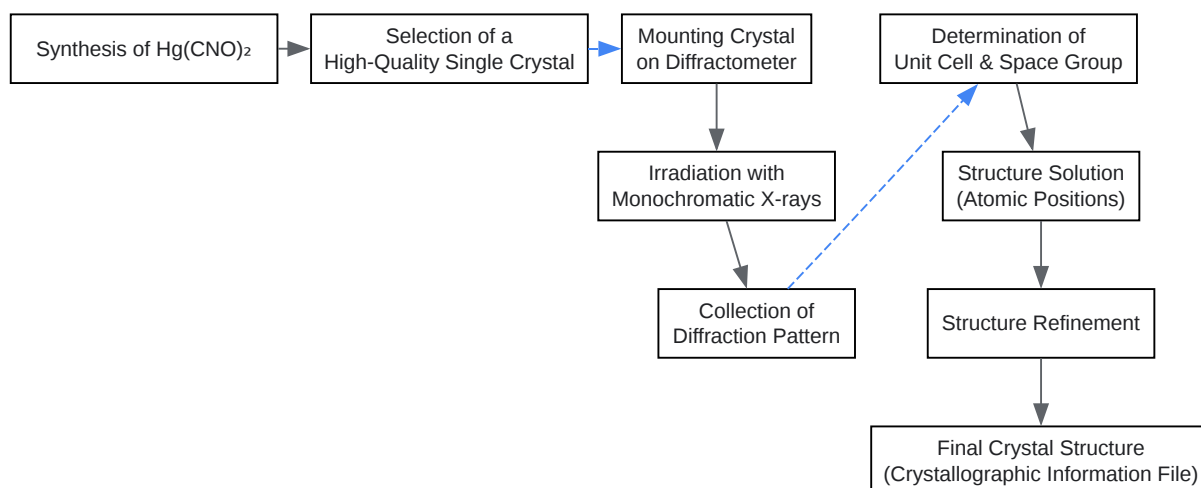 Synthesis of Hg(CNO)₂
Selection of a
High-Quality Single Crystal
Mounting Crystal
on Diffractometer
Irradiation with
Monochromatic X-rays
Collection of
Diffraction Pattern
Determination of
Unit Cell & Space Group
Structure Solution
(Atomic Positions)
Structure Refinement
Final Crystal Structure
(Crystallographic Information File)